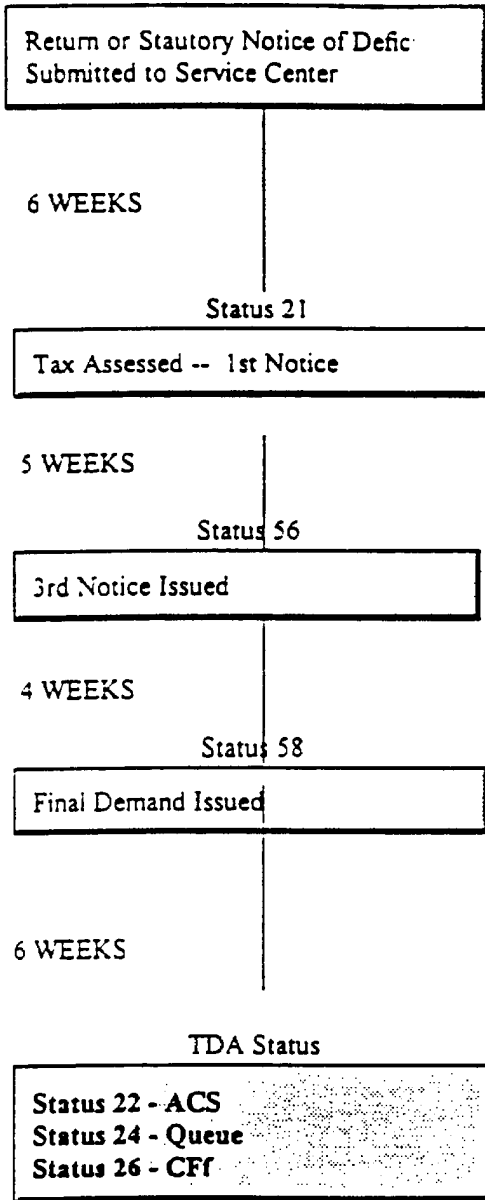 Return or Stautory Notice of Defic
Submitted to Service Center
6 WEEKS
Status 21
Tax Assessed -- 1st Notice
5 WEEKS
Status 56
3rd Notice Issued
4 WEEKS
Status 58
Final Demand Issued
6 WEEKS
TDA Status
Status 22 - ACS
Status 24 - Queue
Status 26 - CFf